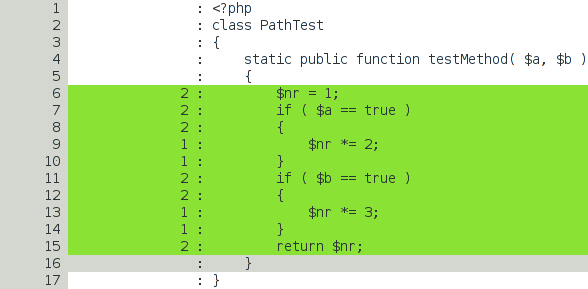 1 : <?php
2 : class PathTest
3 : {
4 :     static public function testMethod( $a, $b )
5 :     {
6 2 :         $nr = 1;
7 2 :         if ( $a == true )
8 2 :         {
9 1 :             $nr *= 2;
10 1 :         }
11 2 :         if ( $b == true )
12 2 :         {
13 1 :             $nr *= 3;
14 1 :         }
15 2 :         return $nr;
16 :     }
17 : }